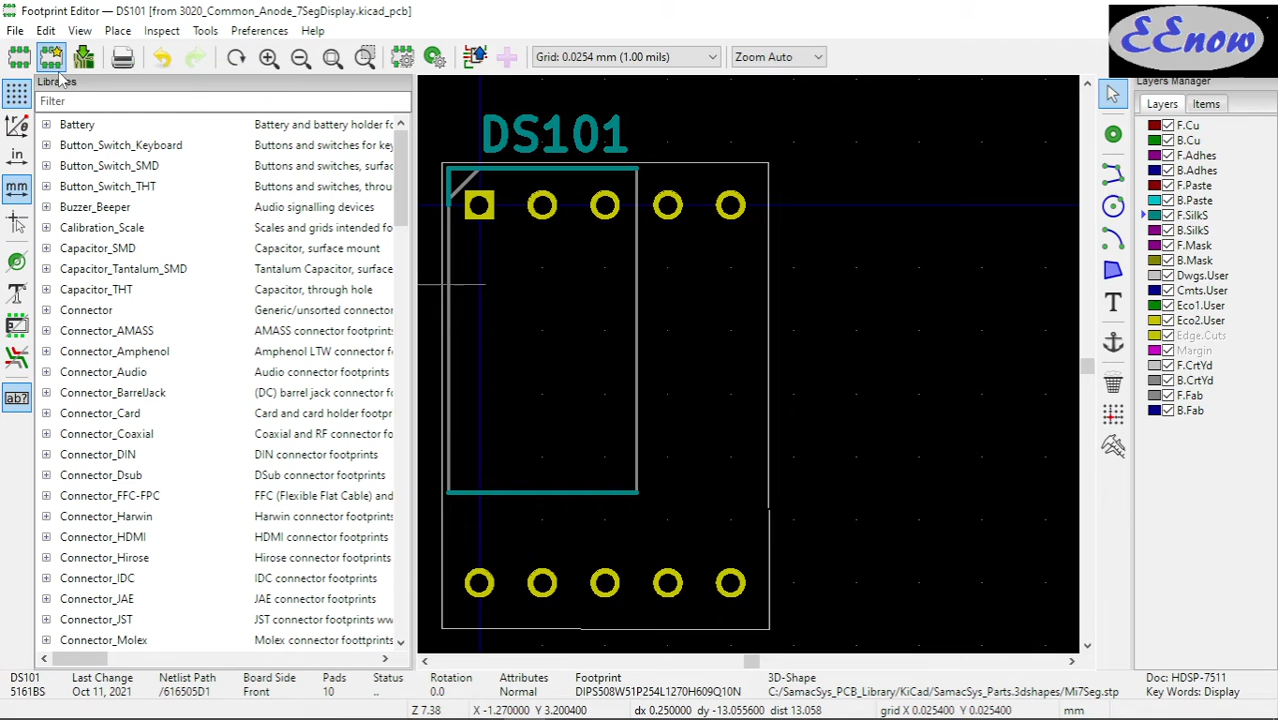 Footprint Editor — DS101 [from 3020_Common_Anode_7SegDisplay.kicad_pcb]
EEnow
File Edit View Place Inspect Tools Preferences Help
Grid: 0.0254 mm (1.00 mils)
Zoom Auto
Libraries
Filter
Battery Battery and battery holder fo
Button_Switch_Keyboard Buttons and switches for key
Button_Switch_SMD Buttons and switches, surfac
Button_Switch_THT Buttons and switches, throu
Buzzer_Beeper Audio signalling devices
Calibration_Scale Scales and grids intended fo
Capacitor_SMD Capacitor, surface mount
Capacitor_Tantalum_SMD Tantalum Capacitor, surface
Capacitor_THT Capacitor, through hole
Connector Generic/unsorted connector
Connector_AMASS AMASS connector footprints
Connector_Amphenol Amphenol LTW connector foo
Connector_Audio Audio connector footprints
Connector_BarrelJack (DC) barrel jack connector fo
Connector_Card Card and card holder footpr
Connector_Coaxial Coaxial and RF connector foo
Connector_DIN DIN connector footprints
Connector_Dsub DSub connector footprints
Connector_FFC-FPC FFC (Flexible Flat Cable) and
Connector_Harwin Harwin connector footprints
Connector_HDMI HDMI connector footprints
Connector_Hirose Hirose connector footprints
Connector_IDC IDC connector footprints
Connector_JAE JAE connector footprints
Connector_JST JST connector footprints ww
Connector_Molex Molex connector foottprints
in
mm
ab?
DS101
Layers Manager
Layers Items
F.Cu
B.Cu
F.Adhes
B.Adhes
F.Paste
B.Paste
F.SilkS
B.SilkS
F.Mask
B.Mask
Dwgs.User
Cmts.User
Eco1.User
Eco2.User
Edge.Cuts
Margin
F.CrtYd
B.CrtYd
F.Fab
B.Fab
DS101 Last Change Netlist Path Board Side Pads Status Rotation Attributes Footprint 3D-Shape Doc: HDSP-7511
5161BS Oct 11, 2021 /616505D1 Front 10 .. 0.0 Normal DIPS508W51P254L1270H609Q10N C:/SamacSys_PCB_Library/KiCad/SamacSys_Parts.3dshapes/Mi7Seg.stp Key Words: Display
Z 7.38 X -1.270000 Y 3.200400 dx 0.250000 dy -13.055600 dist 13.058 grid X 0.025400 Y 0.025400 mm